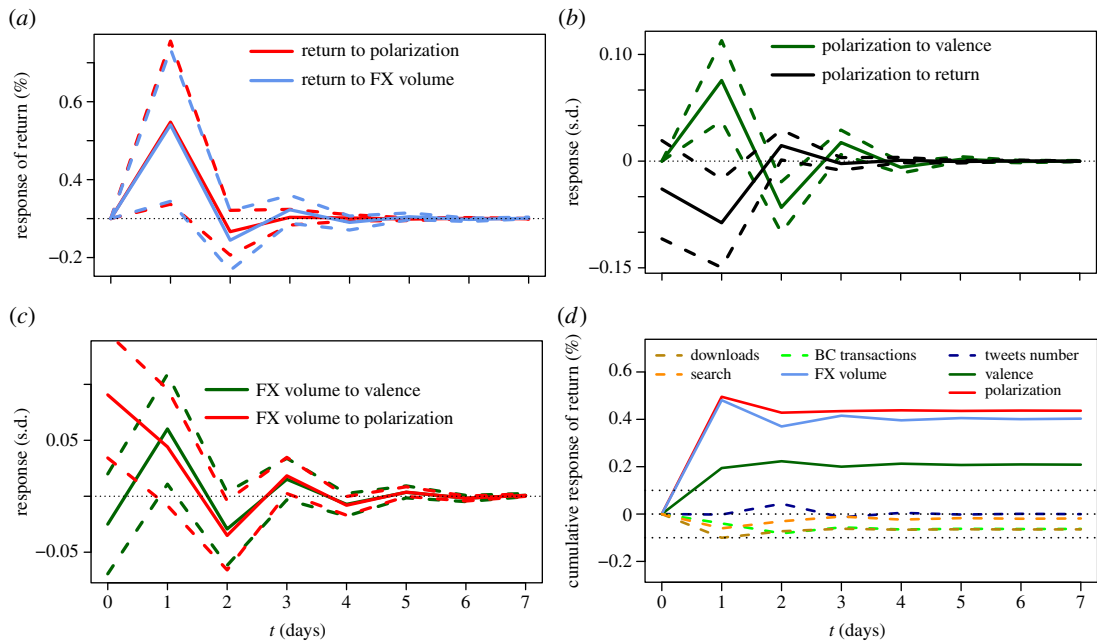 (a)
return to polarization
return to FX volume
response of return (%)
0.6
0.4
−0.2
(b)
polarization to valence
polarization to return
response (s.d.)
0.10
0
−0.15
(c)
FX volume to valence
FX volume to polarization
response (s.d.)
0.05
0
−0.05
0 1 2 3 4 5 6 7
t (days)
(d)
downloads BC transactions tweets number
search FX volume valence
polarization
cumulative response of return (%)
0.6
0.4
0.2
0
−0.2
0 1 2 3 4 5 6 7
t (days)